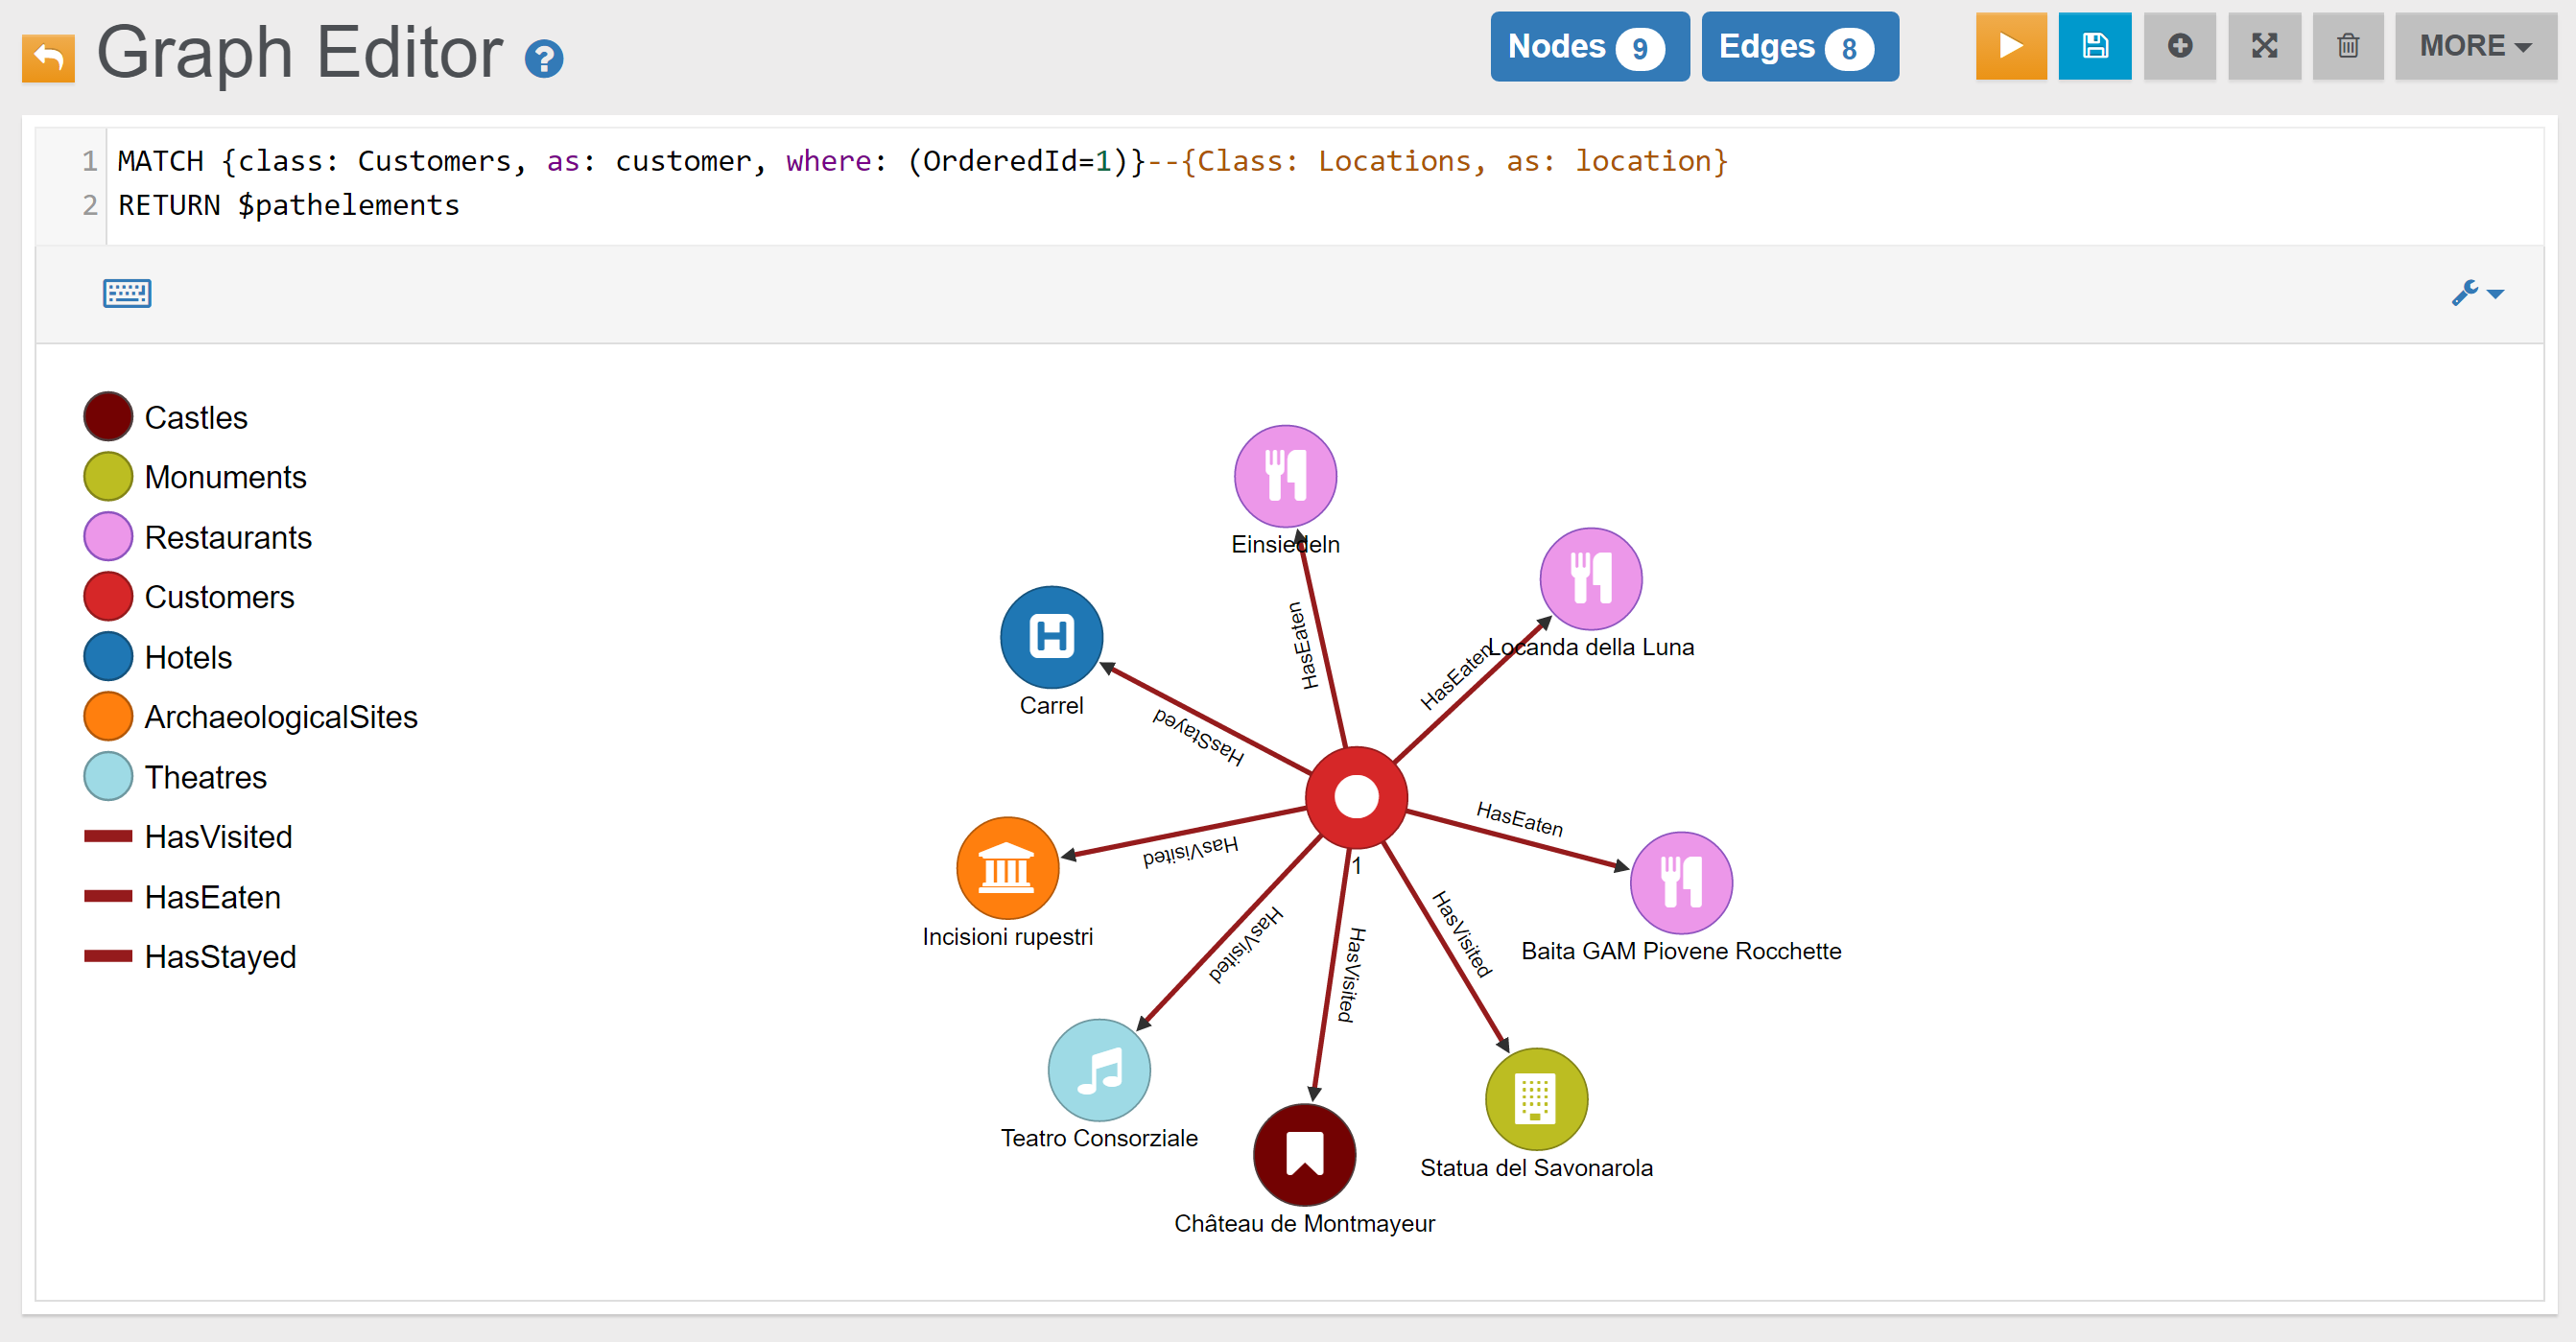 Graph Editor ?
Nodes 9
Edges 8
MORE
1 MATCH {class: Customers, as: customer, where: (OrderedId=1)}--{Class: Locations, as: location}
2 RETURN $pathelements
Castles
Monuments
Restaurants
Customers
Hotels
ArchaeologicalSites
Theatres
HasVisited
HasEaten
HasStayed
Einsiedeln
Locanda della Luna
HasEaten
HasEaten
H
Carrel
HasStayed
HasEaten
HasVisited
1
Incisioni rupestri
Baita GAM Piovene Rocchette
HasVisited
HasVisited
HasVisited
Teatro Consorziale
Statua del Savonarola
Château de Montmayeur